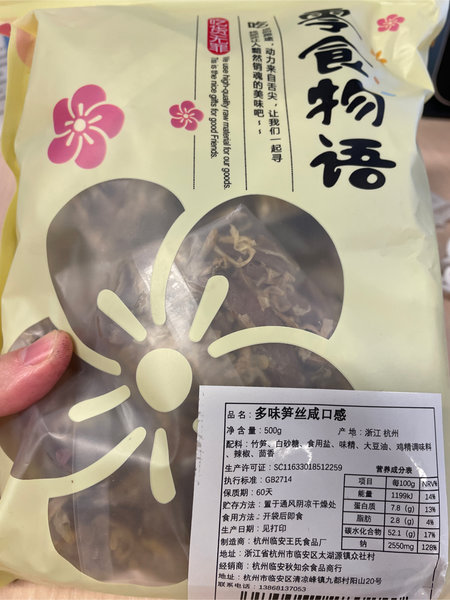 零食物语
吃货无罪
吃
动力来自舌尖，让我们一起寻
让人黯然销魂的美味吧~~
We use high-quality raw material for our goods.
is the nice gifts for good Friends.
品名：多味笋丝咸口感
净含量：500g 产地：浙江 杭州
配料：竹笋、白砂糖、食用盐、味精、大豆油、鸡精调味料
、辣椒、茴香
生产许可证：SC11633018512259
执行标准：GB2714
保质期：60天
贮存方法：置于通风阴凉干燥处
食用方法：开袋后即食
生产日期：见打印
制造商：杭州临安王氏食品厂
地址：浙江省杭州市临安区太湖源镇众社村
经销商：杭州临安秋知余食品商行
地址：杭州市临安区清凉峰镇九都村阳山20号
联系电话：13868137053
营养成分表
项目 每100g NRV%
能量 1199kJ 14%
蛋白质 7.8 (g) 13%
脂肪 2.8 (g) 4%
碳水化合物 52.1 (g) 17%
钠 2550mg 128%